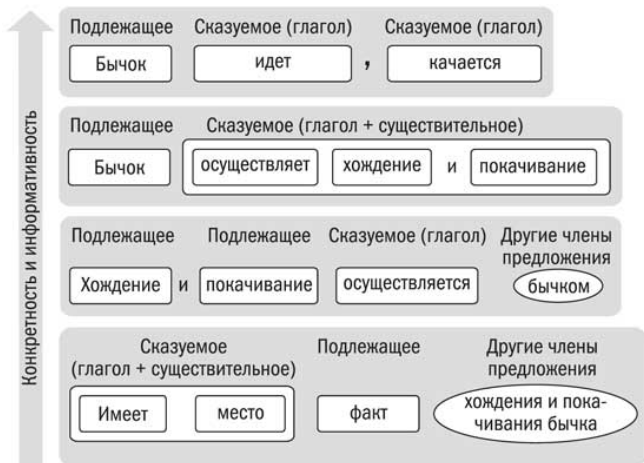 Конкретность и информативность
Подлежащее Сказуемое (глагол) Сказуемое (глагол)
Бычок идет , качается
Подлежащее Сказуемое (глагол + существительное)
Бычок осуществляет хождение и покачивание
Подлежащее Подлежащее Сказуемое (глагол) Другие члены
предложения
Хождение и покачивание осуществляется бычком
Сказуемое Подлежащее Другие члены
(глагол + существительное) предложения
Имеет место факт хождения и пока-
чивания бычка